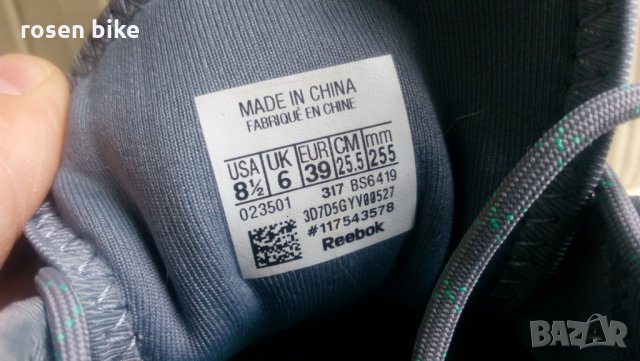 rosen bike
MADE IN CHINA
FABRIQUÉ EN CHINE
USA UK EUR CM mm
8½ 6 39 25.5 255
023501 317 BS6419
3D7D5GYV00527
#117543578
Reebok
BAZAR